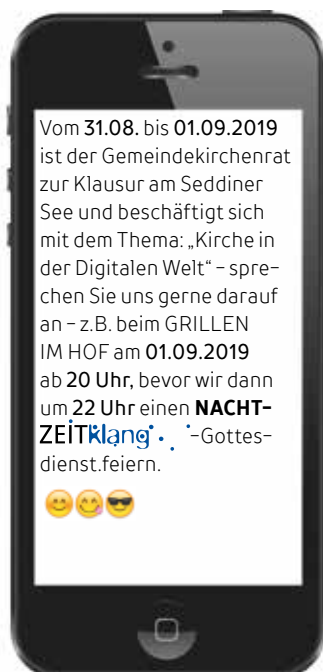 Vom 31.08. bis 01.09.2019
ist der Gemeindekirchenrat
zur Klausur am Seddiner
See und beschäftigt sich
mit dem Thema: „Kirche in
der Digitalen Welt“ – spre-
chen Sie uns gerne darauf
an – z.B. beim GRILLEN
IM HOF am 01.09.2019
ab 20 Uhr, bevor wir dann
um 22 Uhr einen NACHT-
ZEITklang -Gottes-
dienst.feiern.
😊😋😎